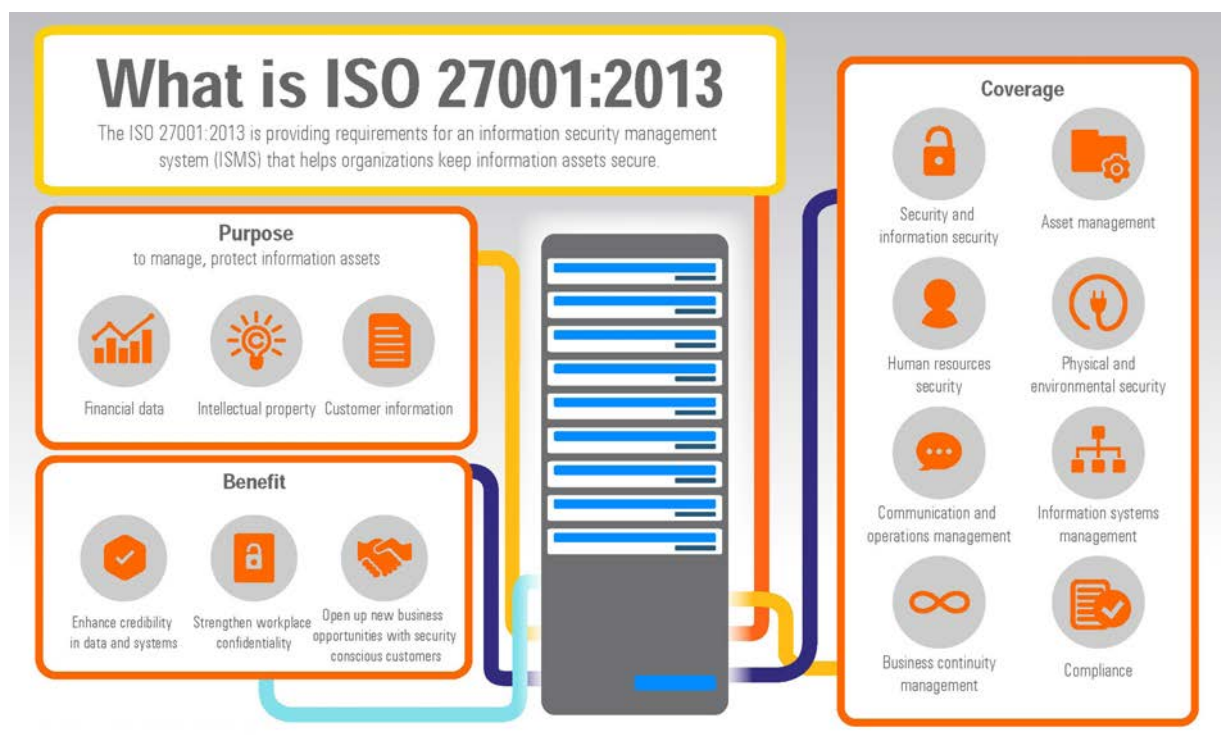 What is ISO 27001:2013
The ISO 27001:2013 is providing requirements for an information security management
system (ISMS) that helps organizations keep information assets secure.
Purpose
to manage, protect information assets
Financial data
Intellectual property
Customer information
Benefit
Enhance credibility
in data and systems
Strengthen workplace
confidentiality
Open up new business
opportunities with security
conscious customers
Coverage
Security and
information security
Asset management
Human resources
security
Physical and
environmental security
Communication and
operations management
Information systems
management
Business continuity
management
Compliance